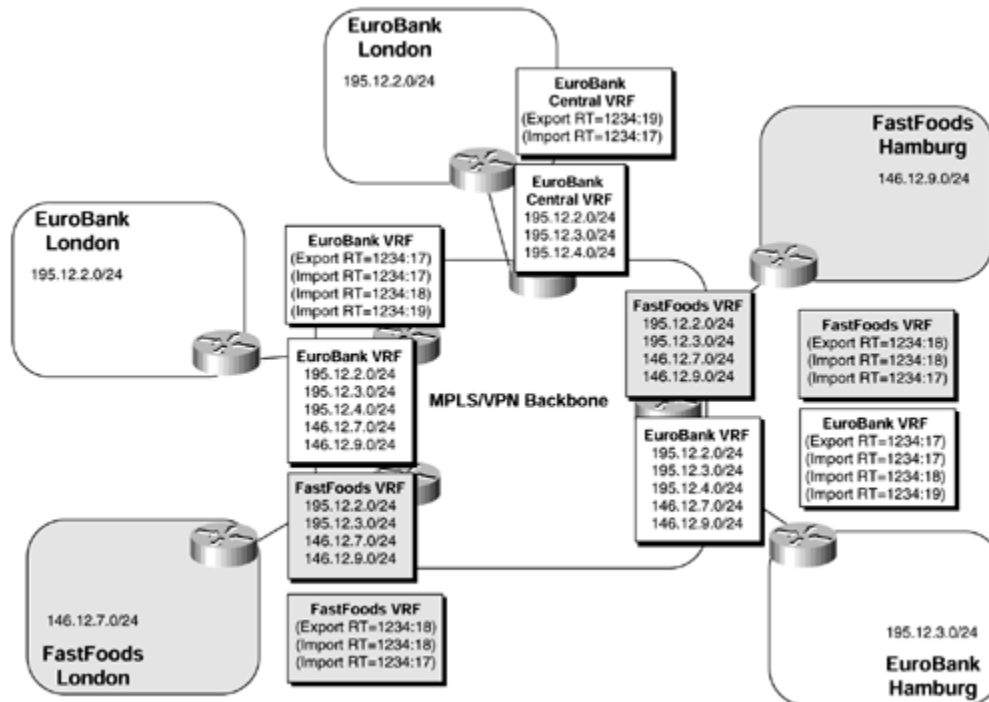 EuroBank
London
195.12.2.0/24
EuroBank
Central VRF
(Export RT=1234:19)
(Import RT=1234:17)
FastFoods
Hamburg
146.12.9.0/24
EuroBank
Central VRF
195.12.2.0/24
195.12.3.0/24
195.12.4.0/24
EuroBank
London
195.12.2.0/24
EuroBank VRF
(Export RT=1234:17)
(Import RT=1234:17)
(Import RT=1234:18)
(Import RT=1234:19)
FastFoods VRF
195.12.2.0/24
195.12.3.0/24
146.12.7.0/24
146.12.9.0/24
FastFoods VRF
(Export RT=1234:18)
(Import RT=1234:18)
(Import RT=1234:17)
EuroBank VRF
195.12.2.0/24
195.12.3.0/24
195.12.4.0/24
146.12.7.0/24
146.12.9.0/24
MPLS/VPN Backbone
EuroBank VRF
195.12.2.0/24
195.12.3.0/24
195.12.4.0/24
146.12.7.0/24
146.12.9.0/24
EuroBank VRF
(Export RT=1234:17)
(Import RT=1234:17)
(Import RT=1234:18)
(Import RT=1234:19)
FastFoods VRF
195.12.2.0/24
195.12.3.0/24
146.12.7.0/24
146.12.9.0/24
146.12.7.0/24
FastFoods
London
FastFoods VRF
(Export RT=1234:18)
(Import RT=1234:18)
(Import RT=1234:17)
195.12.3.0/24
EuroBank
Hamburg